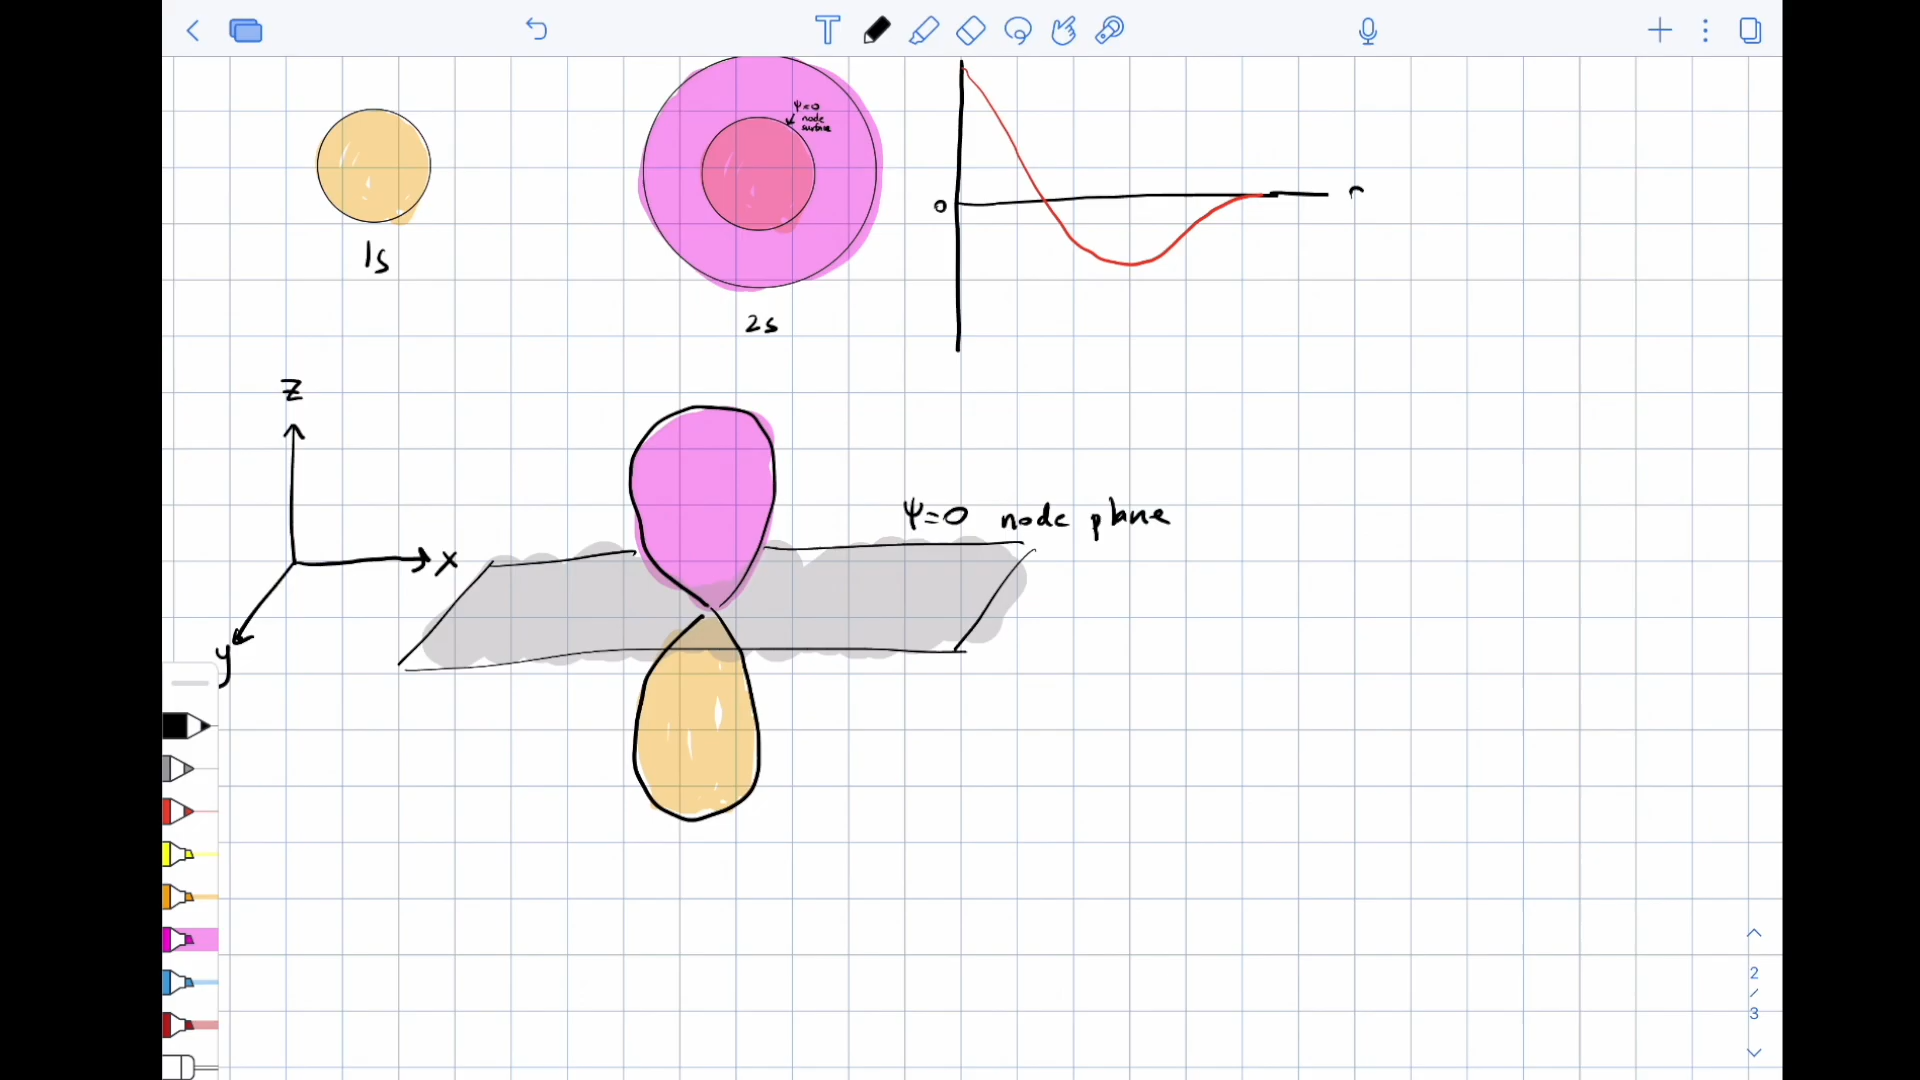 ψ=0
node
surface
1s
2s
0
r
z
x
y
ψ=0 node plane
2
/
3